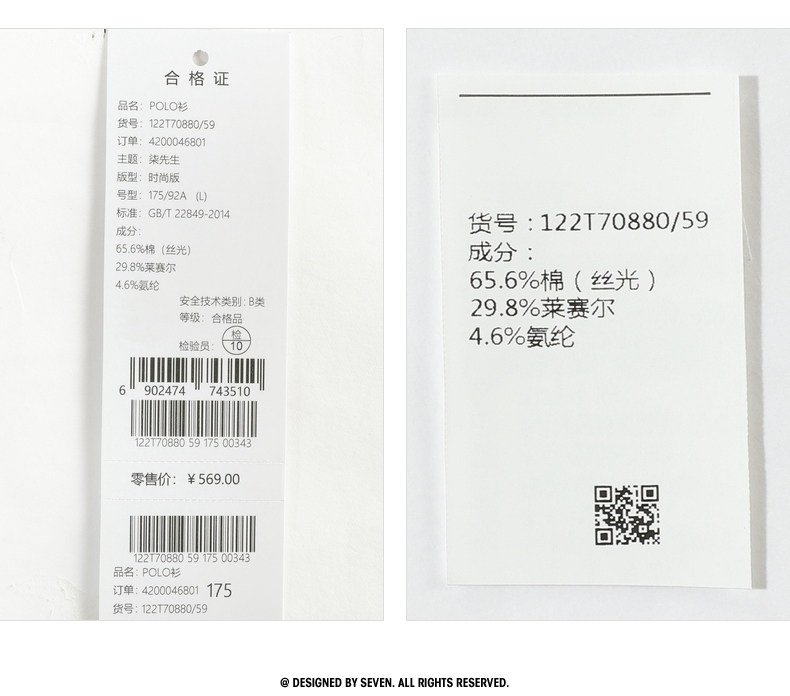 合格证
品名: POLO衫
货号: 122T70880/59
订单: 4200046801
主题: 柒先生
版型: 时尚版
号型: 175/92A (L)
标准: GB/T 22849-2014
成分:
65.6%棉（丝光）
29.8%莱赛尔
4.6%氨纶
安全技术类别: B类
等级: 合格品
检验员: 检 10
6 902474 743510
122T70880 59 175 00343
零售价: ¥569.00
122T70880 59 175 00343
品名: POLO衫
订单: 4200046801 175
货号: 122T70880/59
货号：122T70880/59
成分：
65.6%棉（丝光）
29.8%莱赛尔
4.6%氨纶
@ DESIGNED BY SEVEN. ALL RIGHTS RESERVED.